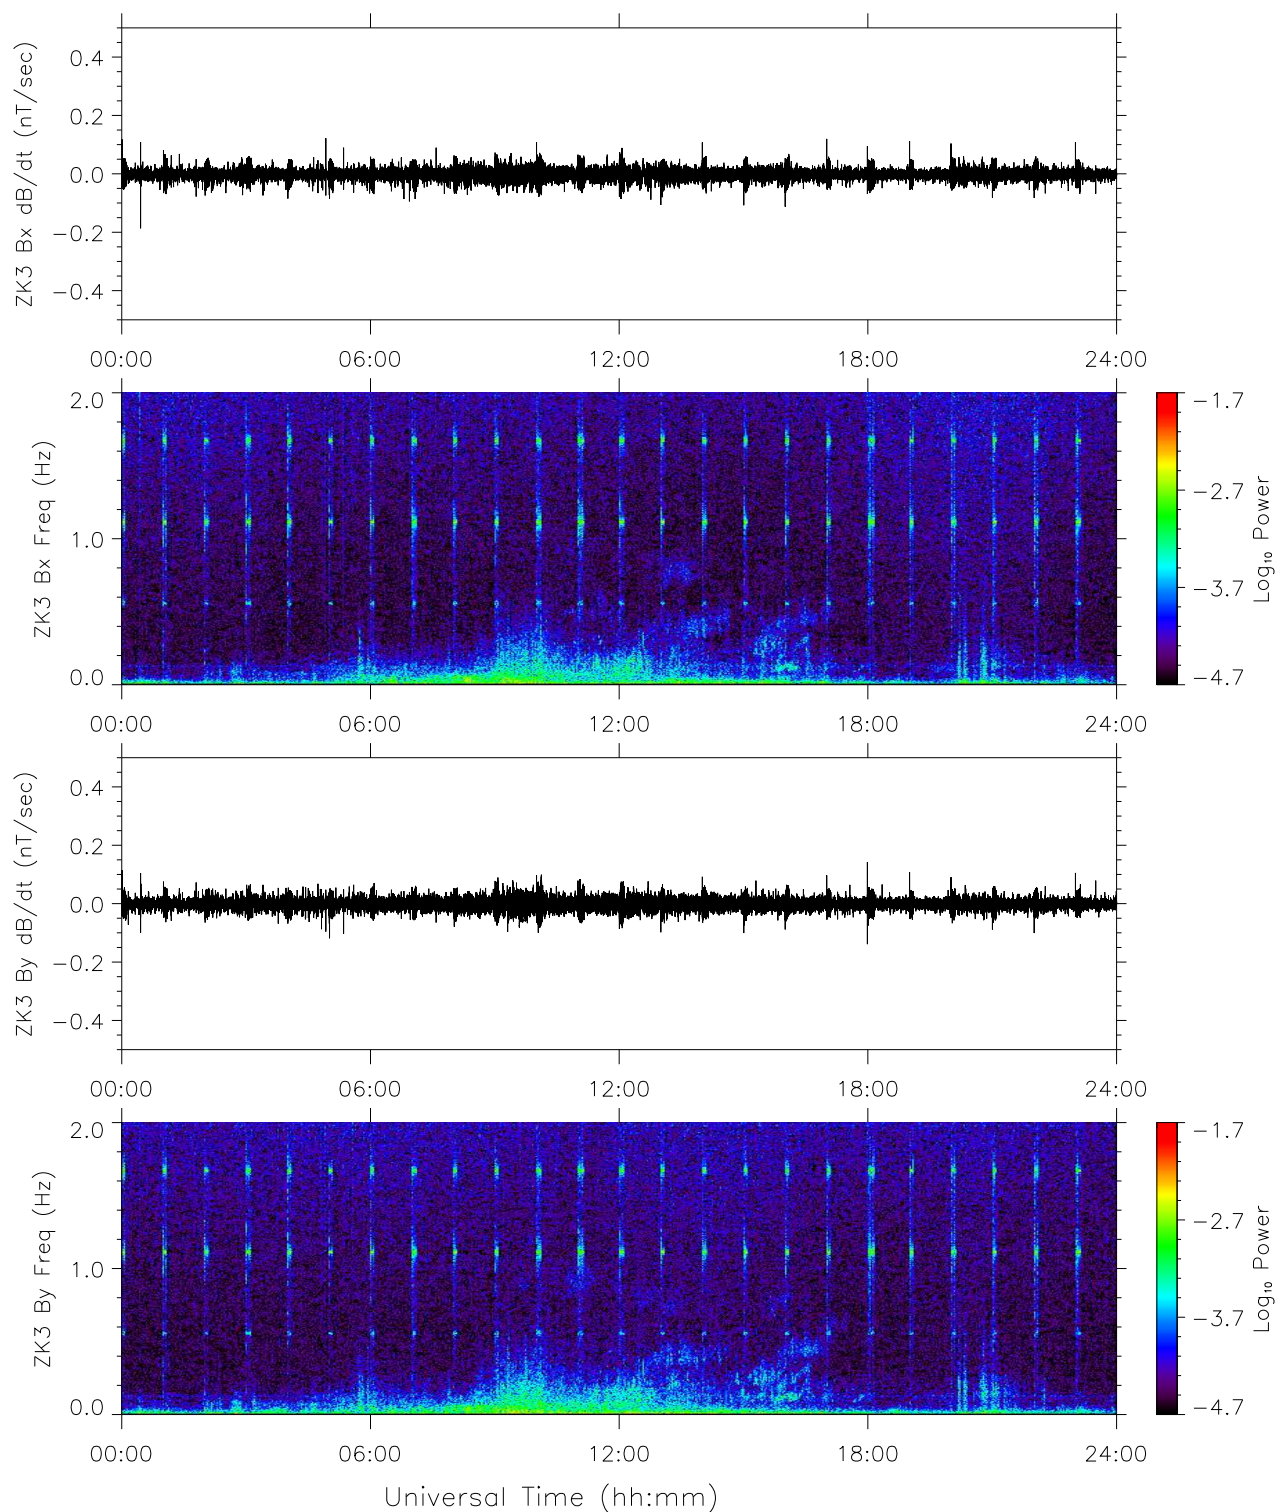 ZK3 Bx dB/dt (nT/sec)
0.4
0.2
0.0
−0.2
−0.4
00:00 06:00 12:00 18:00 24:00
ZK3 Bx Freq (Hz)
2.0
1.0
0.0
−1.7
−2.7
−3.7
−4.7
Log₁₀ Power
00:00 06:00 12:00 18:00 24:00
ZK3 By dB/dt (nT/sec)
0.4
0.2
0.0
−0.2
−0.4
00:00 06:00 12:00 18:00 24:00
ZK3 By Freq (Hz)
2.0
1.0
0.0
−1.7
−2.7
−3.7
−4.7
Log₁₀ Power
00:00 06:00 12:00 18:00 24:00
Universal Time (hh:mm)